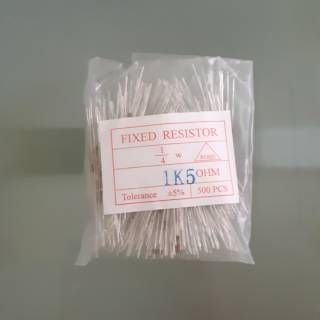 FIXED RESISTOR
1/4 w ROHS
1K5 OHM
Tolerance ±5% 500 PCS